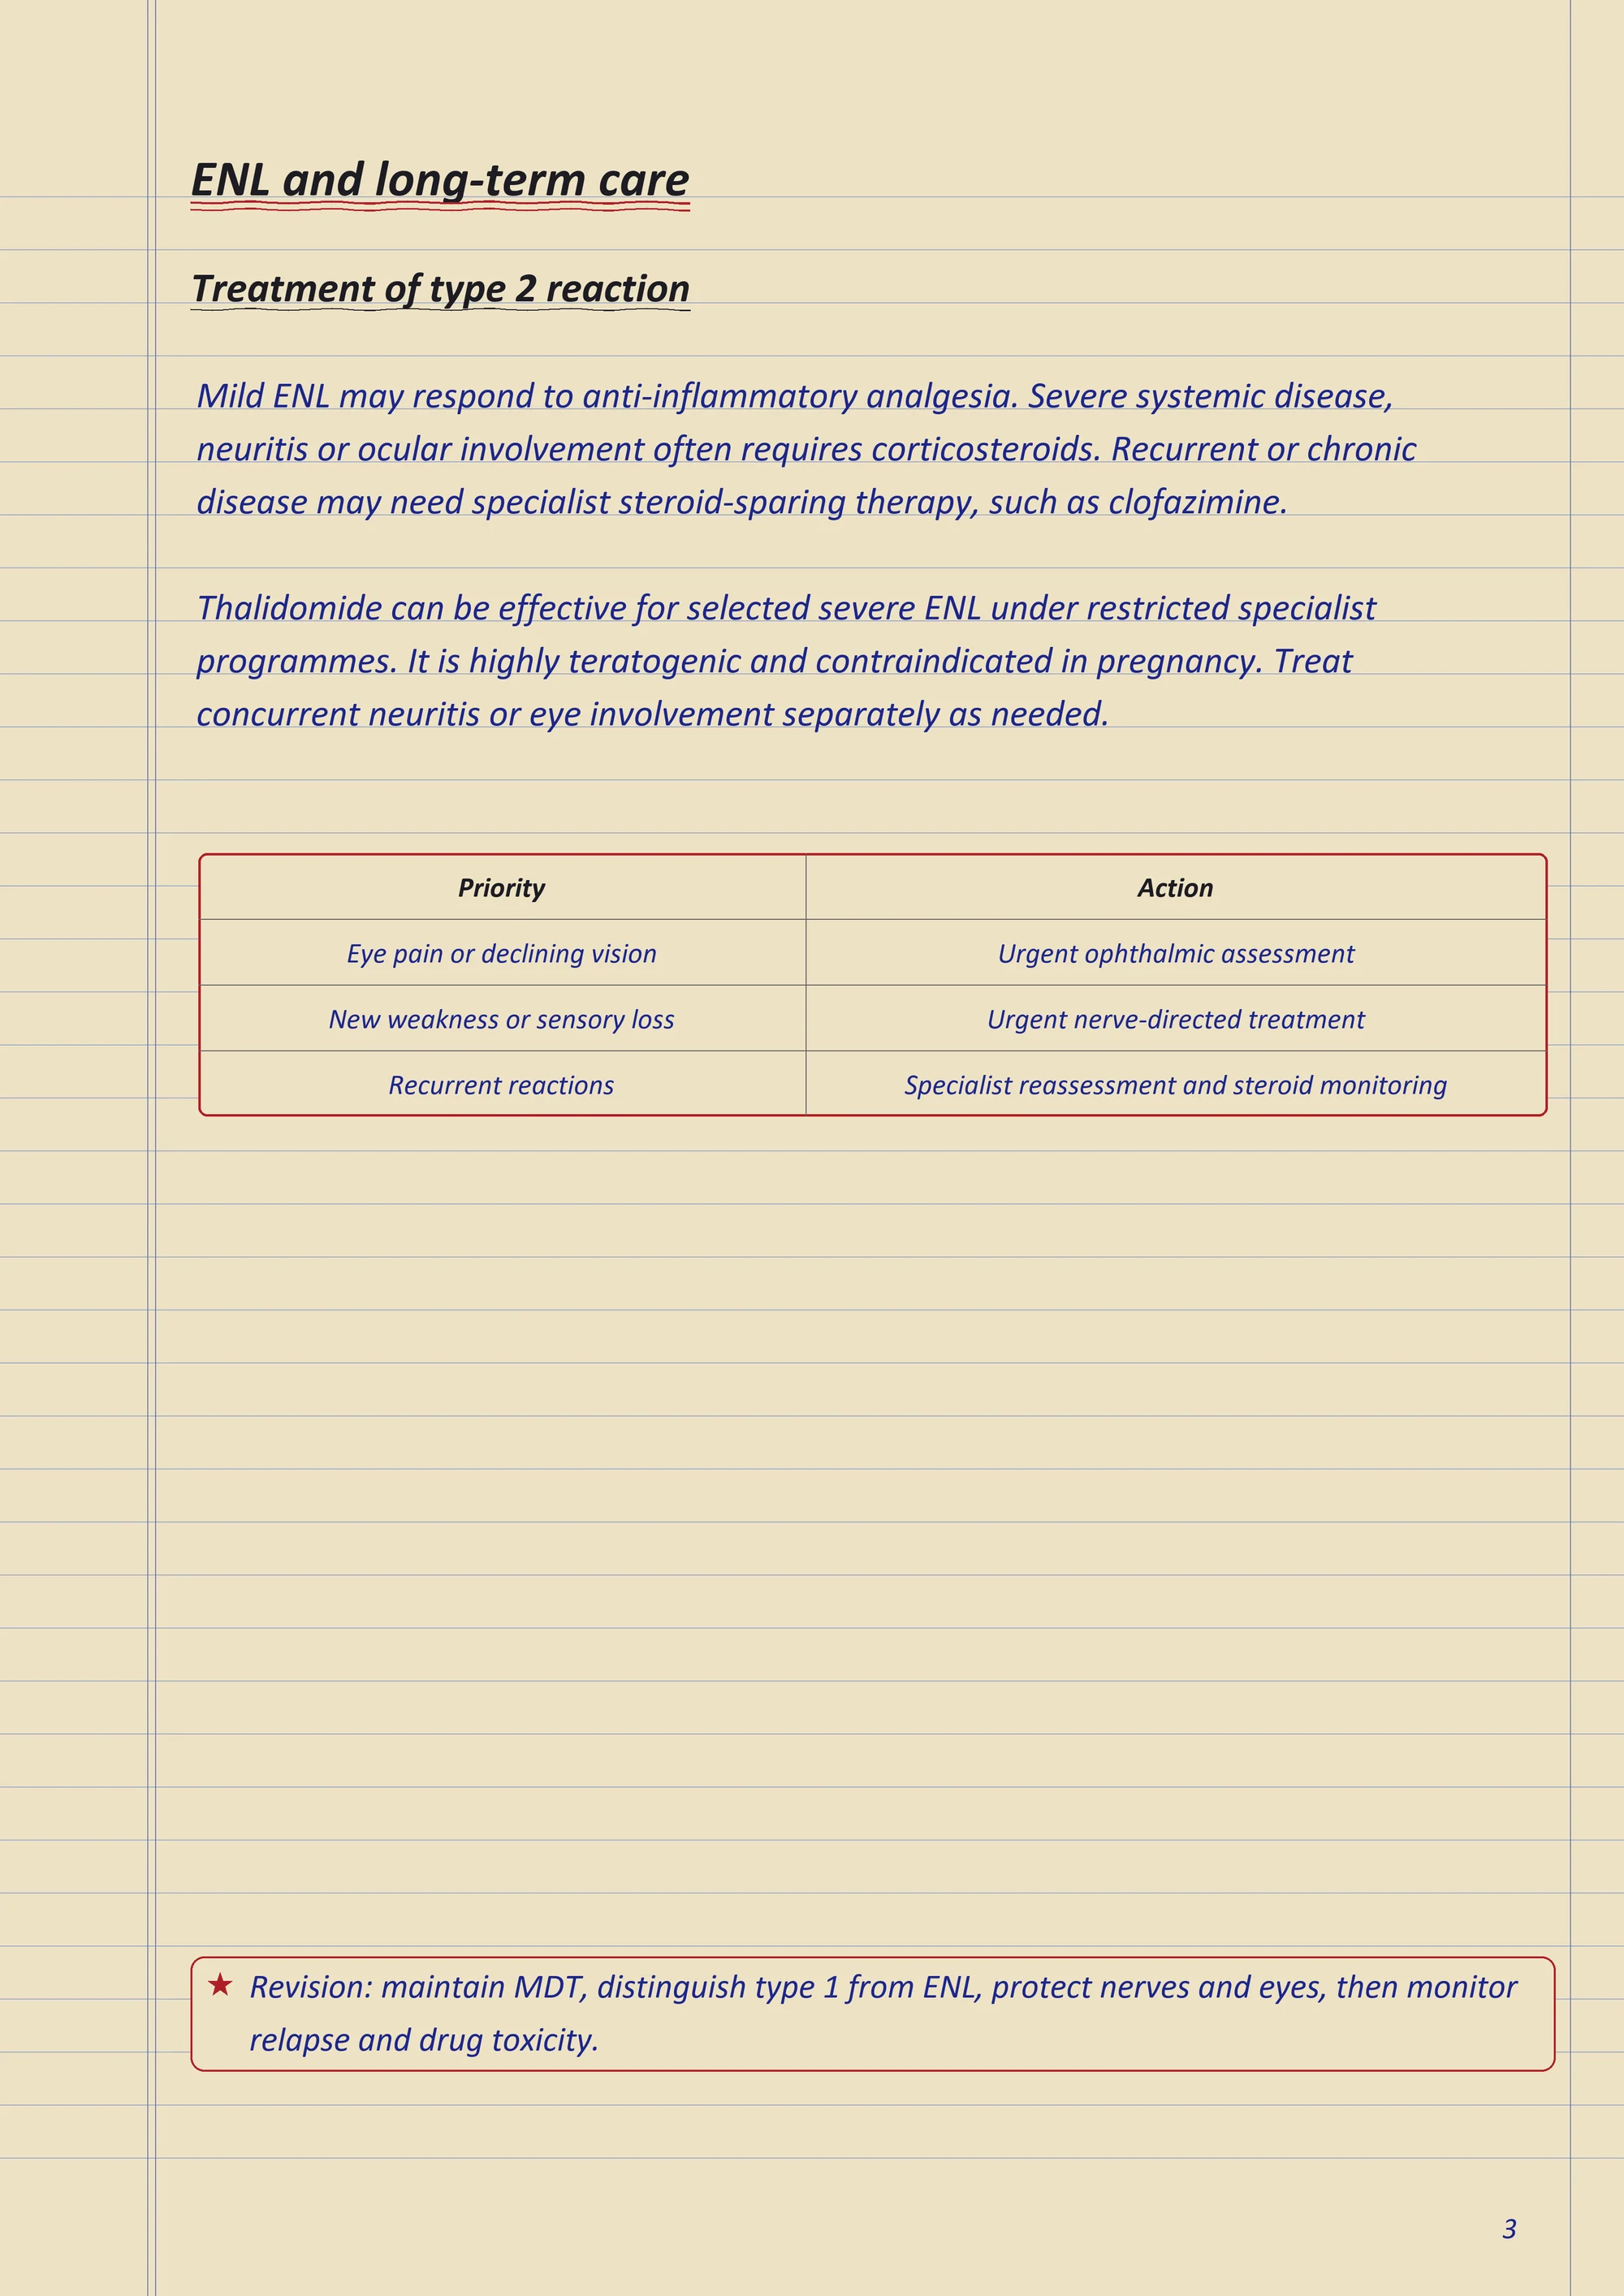 ENL and long-term care
Treatment of type 2 reaction
Mild ENL may respond to anti-inflammatory analgesia. Severe systemic disease,
neuritis or ocular involvement often requires corticosteroids. Recurrent or chronic
disease may need specialist steroid-sparing therapy, such as clofazimine.
Thalidomide can be effective for selected severe ENL under restricted specialist
programmes. It is highly teratogenic and contraindicated in pregnancy. Treat
concurrent neuritis or eye involvement separately as needed.
Priority Action
Eye pain or declining vision Urgent ophthalmic assessment
New weakness or sensory loss Urgent nerve-directed treatment
Recurrent reactions Specialist reassessment and steroid monitoring
★ Revision: maintain MDT, distinguish type 1 from ENL, protect nerves and eyes, then monitor
relapse and drug toxicity.
3